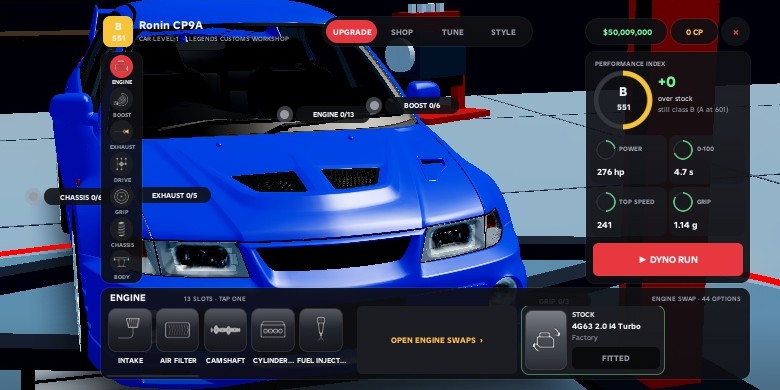 B
551
Ronin CP9A
CAR LEVEL 1 LEGENDS CUSTOMS WORKSHOP
UPGRADE
SHOP
TUNE
STYLE
$50,009,000
0 CP
×
ENGINE
BOOST
EXHAUST
DRIVE
GRIP
CHASSIS
BODY
ENGINE 0/13
BOOST 0/6
CHASSIS 0/6
EXHAUST 0/5
PERFORMANCE INDEX
B
551
+0
over stock
still class B (A at 601)
POWER
276 hp
0-100
4.7 s
TOP SPEED
241
GRIP
1.14 g
► DYNO RUN
ENGINE
13 SLOTS · TAP ONE
GRIP 0/5
ENGINE SWAP · 44 OPTIONS
INTAKE
AIR FILTER
CAMSHAFT
CYLINDER...
FUEL INJECT...
OPEN ENGINE SWAPS ›
STOCK
4G63 2.0 I4 Turbo
Factory
FITTED